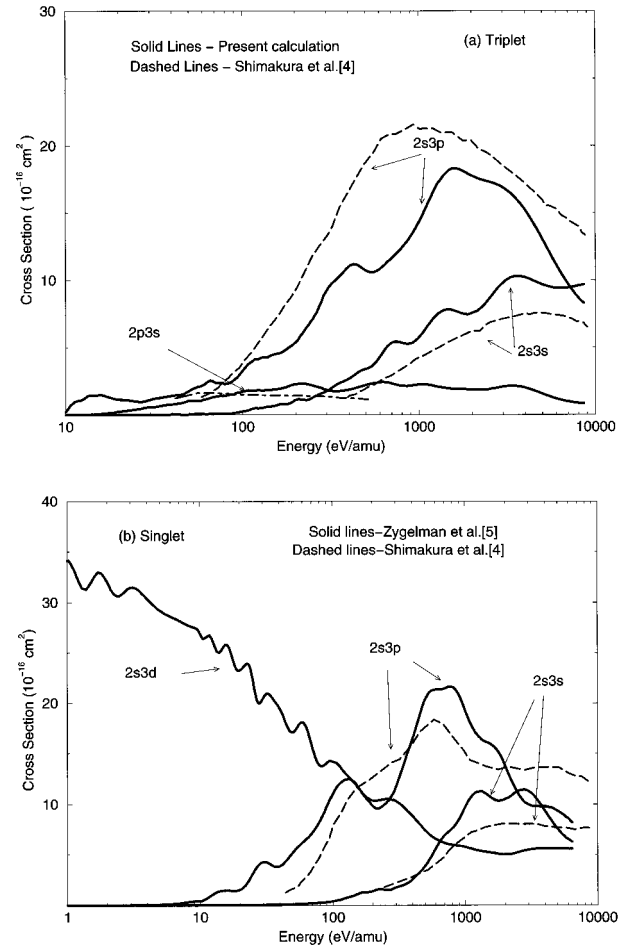 30
(a) Triplet
Solid Lines – Present calculation
Dashed Lines – Shimakura et al.[4]
2s3p
20
Cross Section ( 10⁻¹⁶ cm² )
10
2p3s
2s3s
10 100 1000 10000
Energy (eV/amu)
40
(b) Singlet
Solid lines–Zygelman et al.[5]
Dashed lines–Shimakura et al.[4]
30
2s3p
2s3d
2s3s
20
Cross Section (10⁻¹⁶ cm²)
10
1 10 100 1000 10000
Energy (eV/amu)